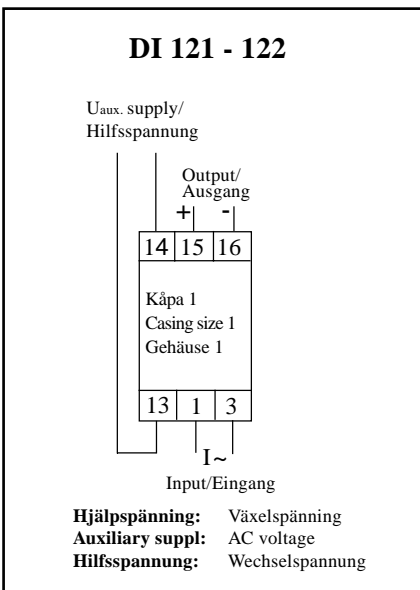 DI 121 - 122
Uaux. supply/
Hilfsspannung
Output/
Ausgang
+ -
14 15 16
Kåpa 1
Casing size 1
Gehäuse 1
13 1 3
I~
Input/Eingang
Hjälpspänning: Växelspänning
Auxiliary suppl: AC voltage
Hilfsspannung: Wechselspannung